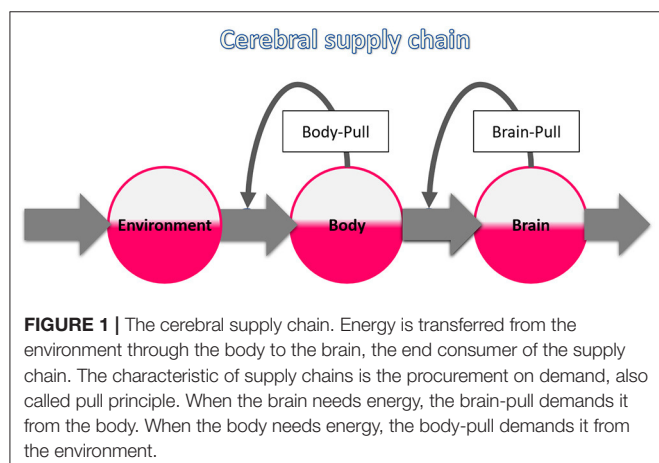 Cerebral supply chain
Body-Pull
Brain-Pull
Environment
Body
Brain
FIGURE 1 | The cerebral supply chain. Energy is transferred from the
environment through the body to the brain, the end consumer of the supply
chain. The characteristic of supply chains is the procurement on demand, also
called pull principle. When the brain needs energy, the brain-pull demands it
from the body. When the body needs energy, the body-pull demands it from
the environment.